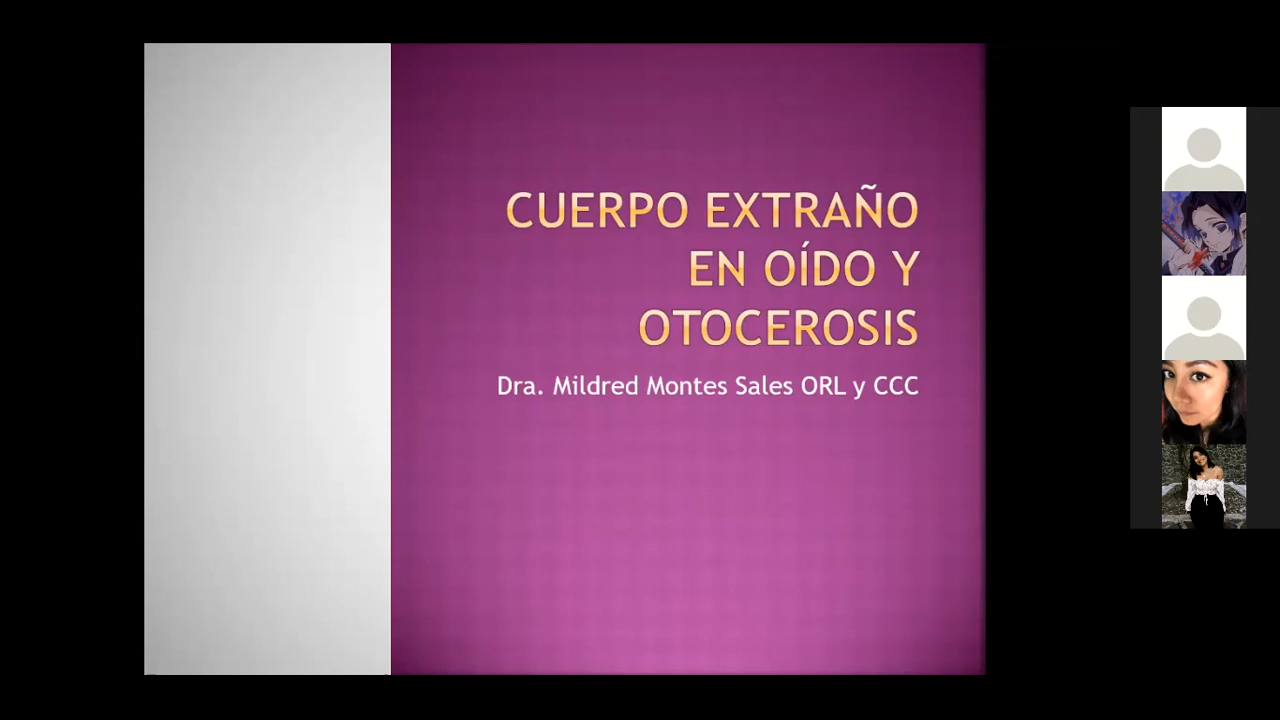 CUERPO EXTRAÑO
EN OÍDO Y
OTOCEROSIS
Dra. Mildred Montes Sales ORL y CCC